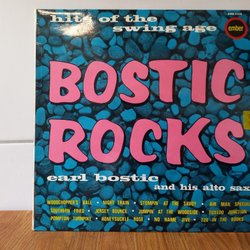 hits of the
swing age
ember
BOSTIC
ROCKS
earl bostic
and his alto sax
WOODCHOPPER'S BALL • NIGHT TRAIN • STOMPIN' AT THE SAVOY • AIR MAIL SPECIAL
SOUTHERN FRIED • JERSEY BOUNCE • JUMPIN' AT THE WOODSIDE • TUXEDO JUNCTION
THOMPTON TURNPIKE • HONEYSUCKLE ROSE • NO NAME JIVE • 720 IN THE BOOKS